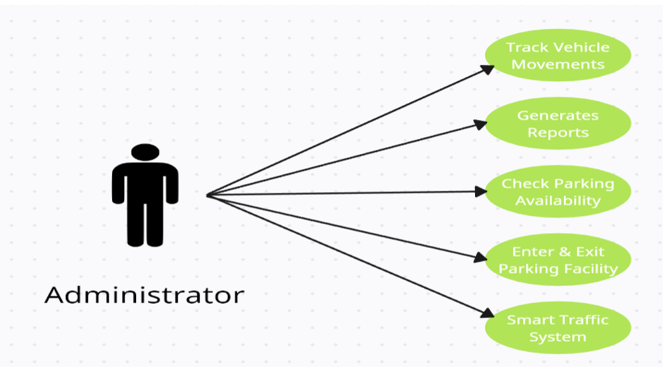 Track Vehicle
Movements
Generates
Reports
Check Parking
Availability
Enter & Exit
Parking Facility
Smart Traffic
System
Administrator